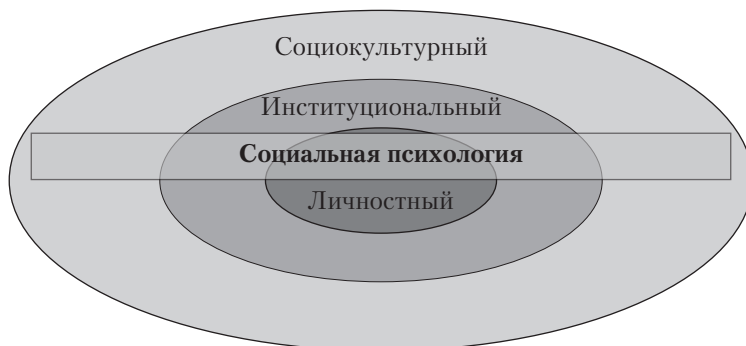 Социокультурный
Институциональный
Социальная психология
Личностный